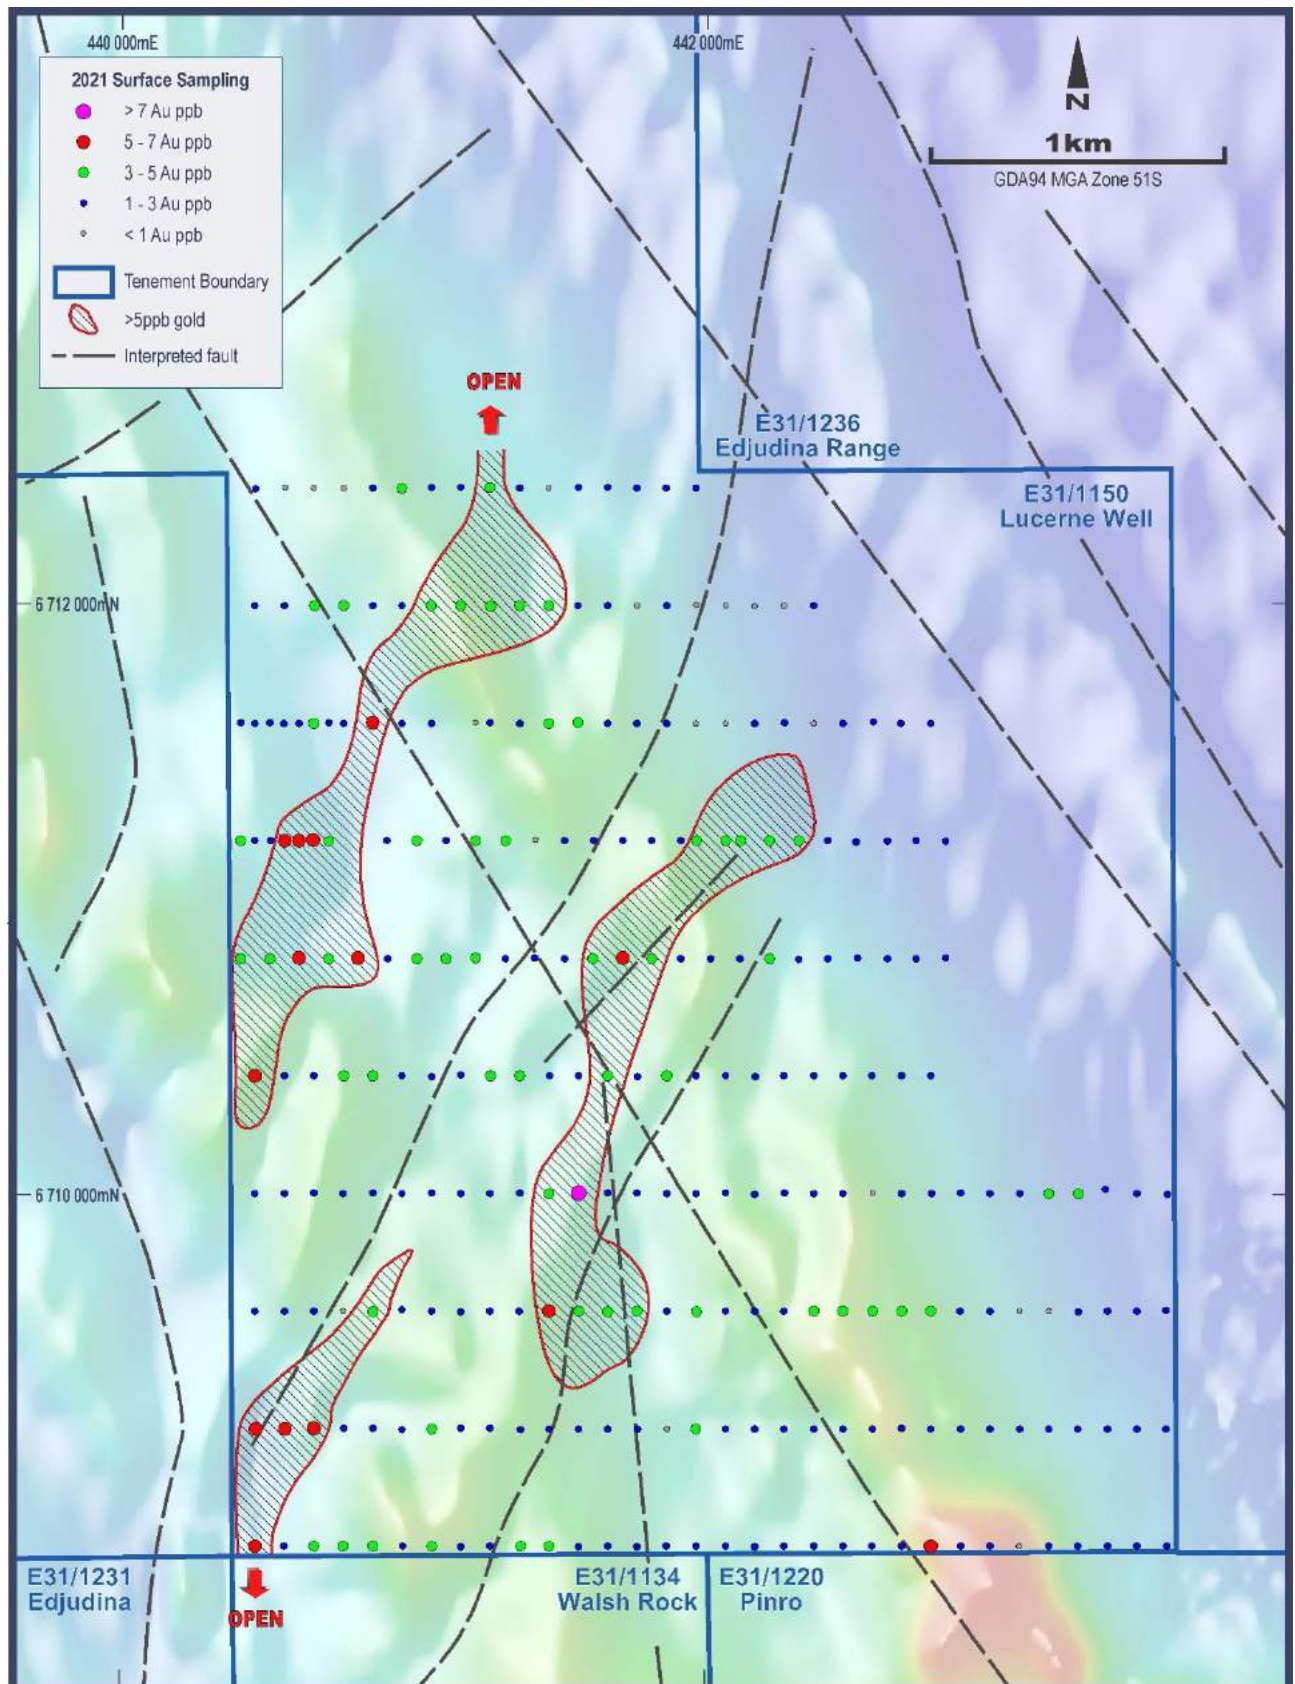 440 000mE
442 000mE
2021 Surface Sampling
> 7 Au ppb
5 - 7 Au ppb
3 - 5 Au ppb
1 - 3 Au ppb
< 1 Au ppb
Tenement Boundary
>5ppb gold
Interpreted fault
N
1km
GDA94 MGA Zone 51S
OPEN
E31/1236
Edjudina Range
E31/1150
Lucerne Well
6 712 000mN
6 710 000mN
E31/1231
Edjudina
OPEN
E31/1134
Walsh Rock
E31/1220
Pinro